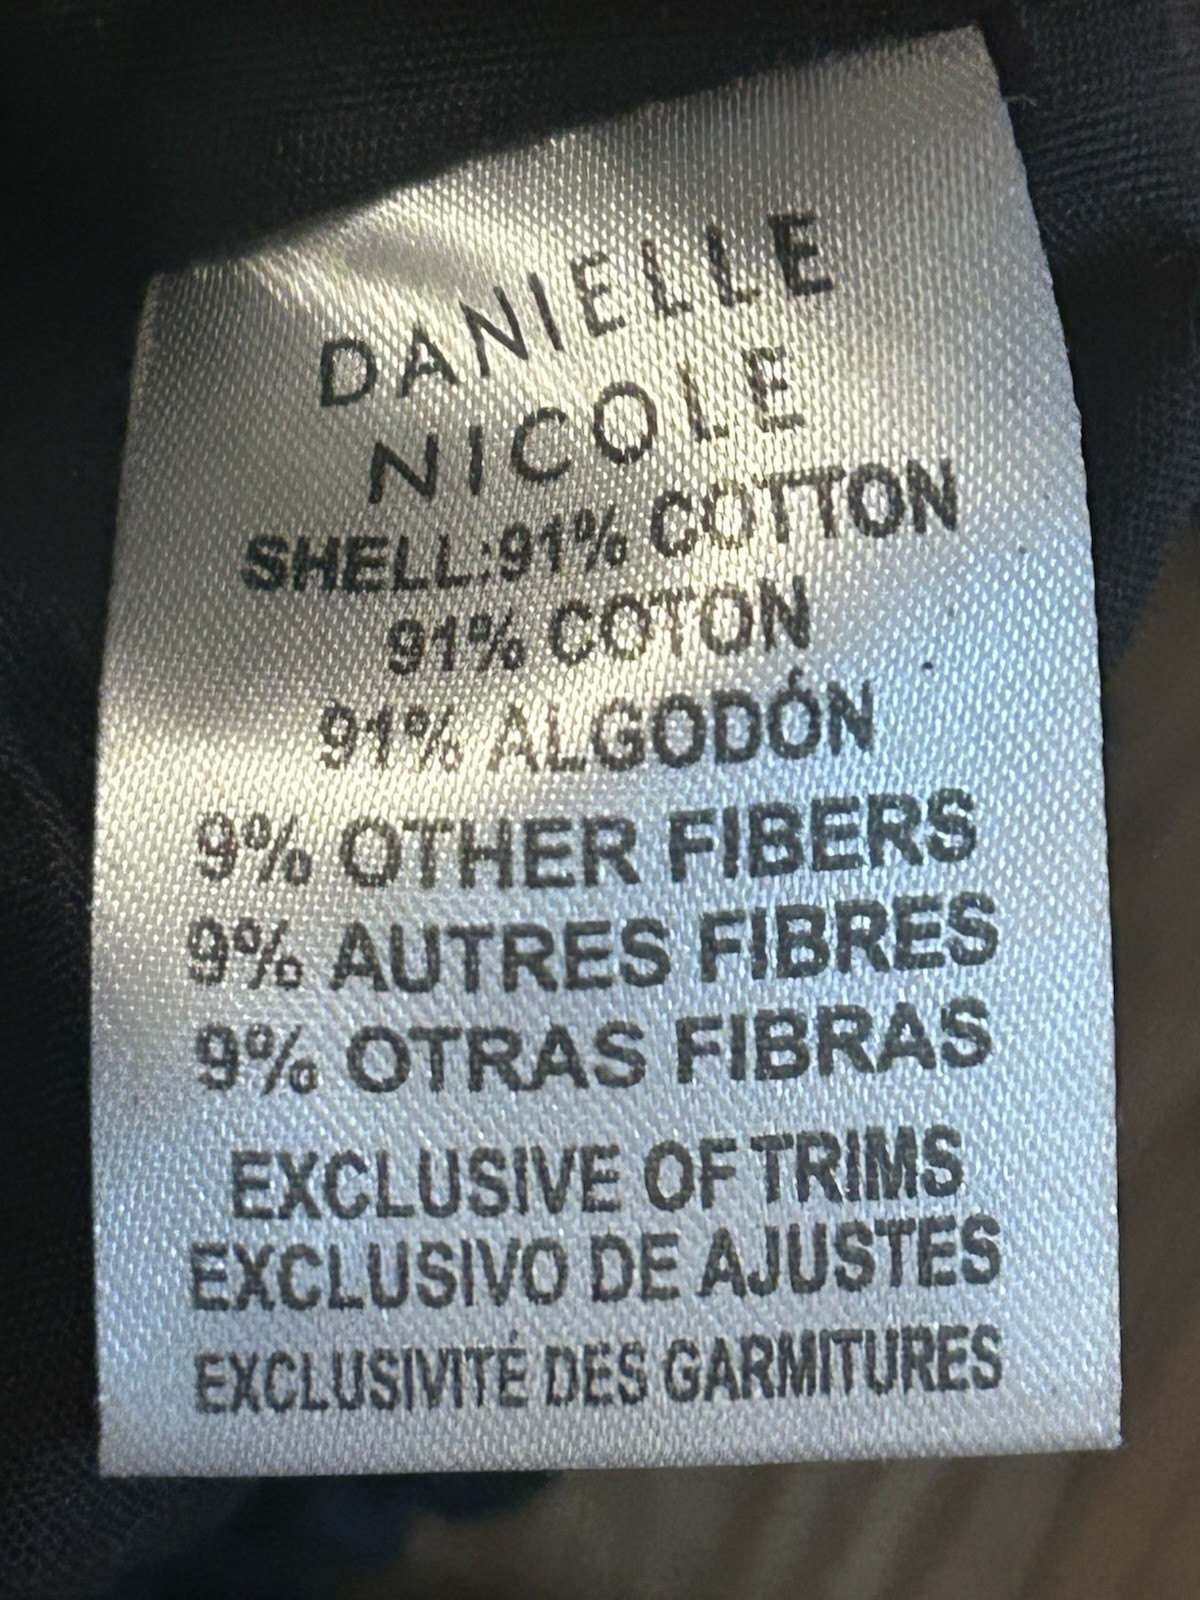 DANIELLE
NICOLE
SHELL:91% COTTON
91% COTON
91% ALGODÓN
9% OTHER FIBERS
9% AUTRES FIBRES
9% OTRAS FIBRAS
EXCLUSIVE OF TRIMS
EXCLUSIVO DE AJUSTES
EXCLUSIVITÉ DES GARMITURES